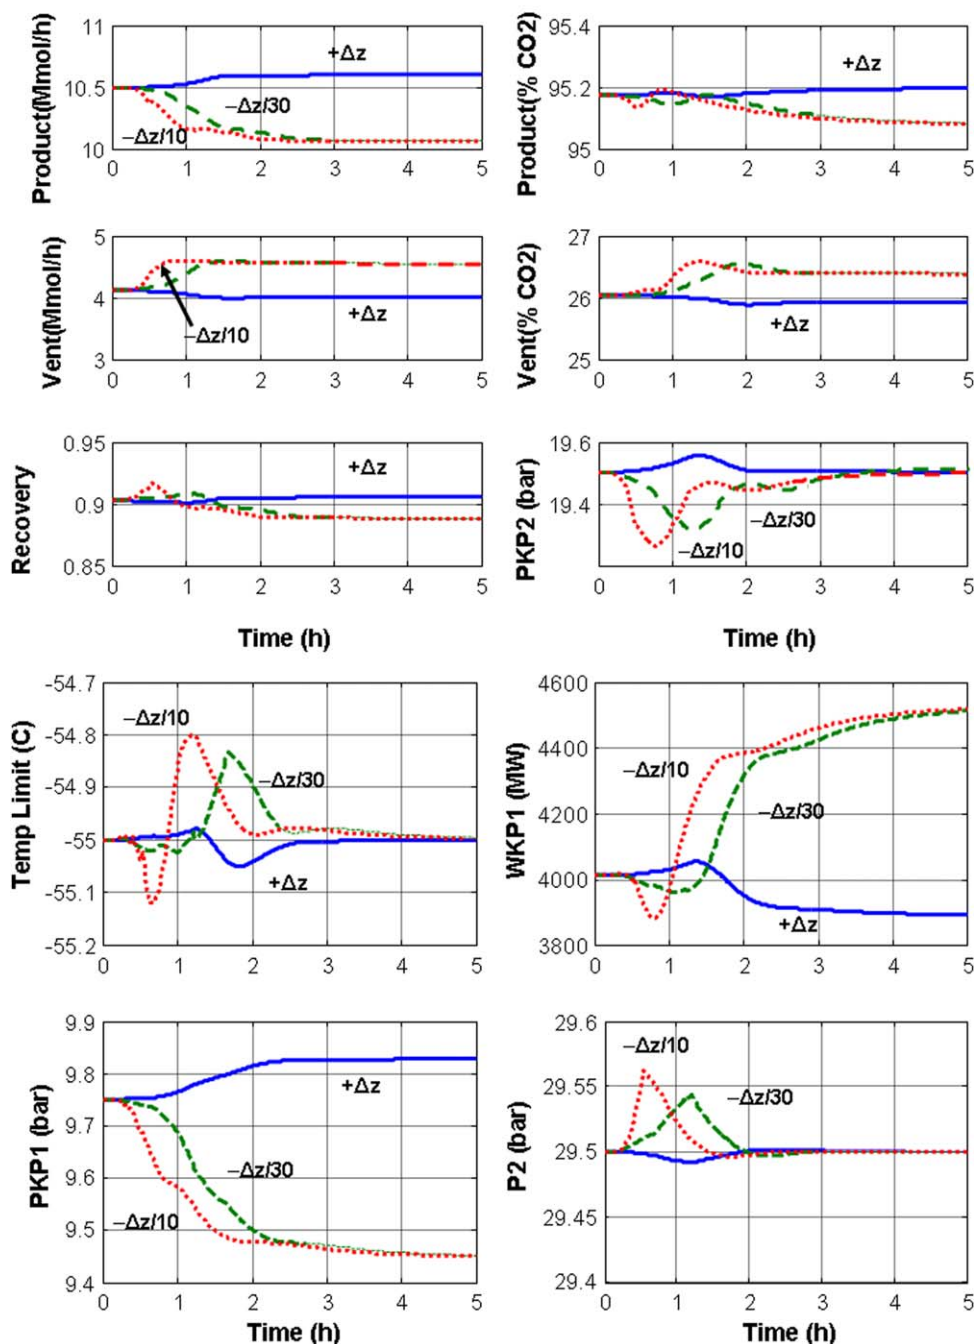 Product(Mmol/h)
11
10.5
10
+Δz
−Δz/30
−Δz/10
0 1 2 3 4 5
Product(% CO2)
95.4
95.2
95
+Δz
0 1 2 3 4 5
Vent(Mmol/h)
5
4
3
+Δz
−Δz/10
0 1 2 3 4 5
Vent(% CO2)
27
26
25
+Δz
0 1 2 3 4 5
Recovery
0.95
0.9
0.85
+Δz
0 1 2 3 4 5
Time (h)
PKP2 (bar)
19.6
19.4
−Δz/30
−Δz/10
0 1 2 3 4 5
Time (h)
Temp Limit (C)
-54.7
-54.8
-54.9
-55
-55.1
-55.2
−Δz/10
−Δz/30
+Δz
0 1 2 3 4 5
WKP1 (MW)
4600
4400
4200
4000
3800
−Δz/10
−Δz/30
+Δz
0 1 2 3 4 5
PKP1 (bar)
9.9
9.8
9.7
9.6
9.5
9.4
+Δz
−Δz/30
−Δz/10
0 1 2 3 4 5
Time (h)
P2 (bar)
29.6
29.55
29.5
29.45
29.4
−Δz/10
−Δz/30
0 1 2 3 4 5
Time (h)